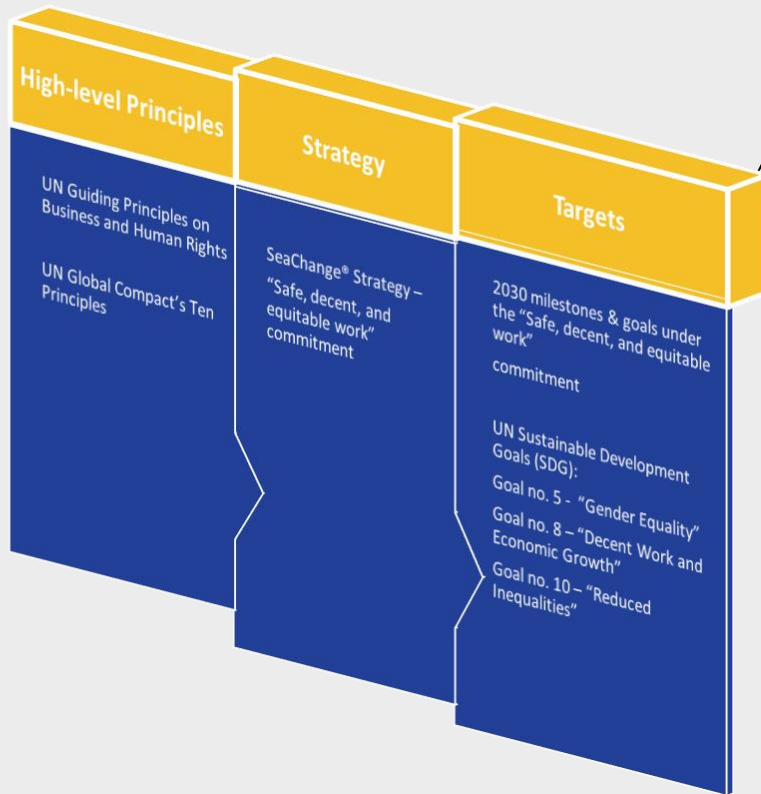 High-level Principles
UN Guiding Principles on
Business and Human Rights
UN Global Compact's Ten
Principles
Strategy
SeaChange® Strategy –
“Safe, decent, and
equitable work”
commitment
Targets
2030 milestones & goals under
the “Safe, decent, and equitable
work”
commitment
UN Sustainable Development
Goals (SDG):
Goal no. 5 - “Gender Equality”
Goal no. 8 – “Decent Work and
Economic Growth”
Goal no. 10 – “Reduced
Inequalities”